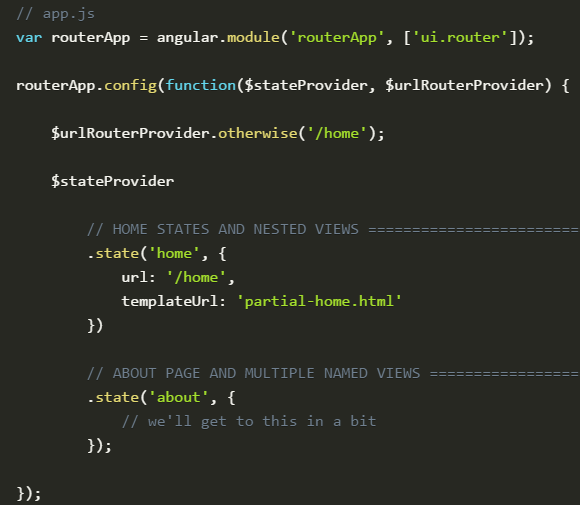 // app.js
var routerApp = angular.module('routerApp', ['ui.router']);
routerApp.config(function($stateProvider, $urlRouterProvider) {
$urlRouterProvider.otherwise('/home');
$stateProvider
// HOME STATES AND NESTED VIEWS ========================
.state('home', {
url: '/home',
templateUrl: 'partial-home.html'
})
// ABOUT PAGE AND MULTIPLE NAMED VIEWS =================
.state('about', {
// we'll get to this in a bit
});
});